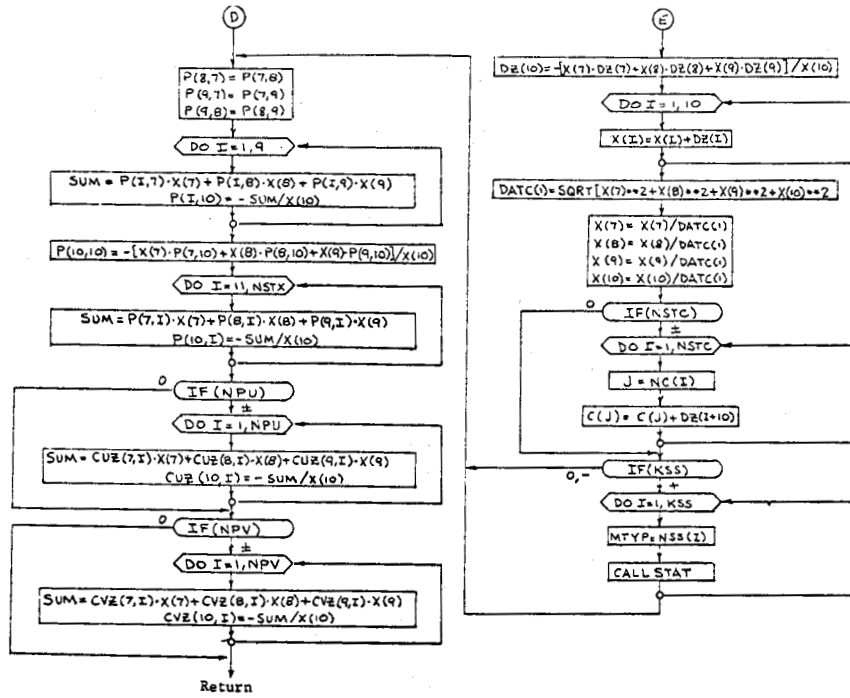 D
P(8,7) = P(7,8)
P(9,7) = P(7,9)
P(9,8) = P(8,9)
DO I = 1,9
SUM = P(I,7)·X(7) + P(I,8)·X(8) + P(I,9)·X(9)
P(I,10) = - SUM/X(10)
P(10,10) = -[X(7)·P(7,10) + X(8)·P(8,10) + X(9)·P(9,10)]/X(10)
DO I = 11, NSTX
SUM = P(7,I)·X(7) + P(8,I)·X(8) + P(9,I)·X(9)
P(10,I) = - SUM/X(10)
0
IF (NPU)
±
DO I = 1, NPU
SUM = CUZ(7,I)·X(7) + CUZ(8,I)·X(8) + CUZ(9,I)·X(9)
CUZ(10,I) = - SUM/X(10)
0
IF (NPV)
±
DO I = 1, NPV
SUM = CVZ(7,I)·X(7) + CVZ(8,I)·X(8) + CVZ(9,I)·X(9)
CVZ(10,I) = -SUM/X(10)
Return
E
DZ(10) = -[X(7)·DZ(7) + X(8)·DZ(8) + X(9)·DZ(9)]/X(10)
DO I = 1, 10
X(I) = X(I) + DZ(I)
DATC(1) = SQRT[X(7)**2 + X(8)**2 + X(9)**2 + X(10)**2
X(7) = X(7)/DATC(1)
X(8) = X(8)/DATC(1)
X(9) = X(9)/DATC(1)
X(10) = X(10)/DATC(1)
0
IF (NSTC)
±
DO I = 1, NSTC
J = NC(I)
C(J) = C(J) + DZ(I+10)
0,-
IF(KSS)
+
DO I = 1, KSS
MTYP = NSS(I)
CALL STAT